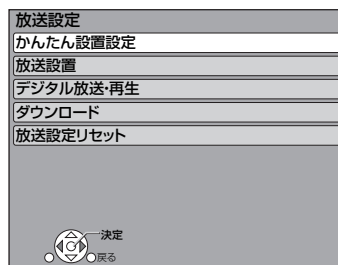 放送設定
かんたん設置設定
放送設置
デジタル放送・再生
ダウンロード
放送設定リセット
決定
戻る